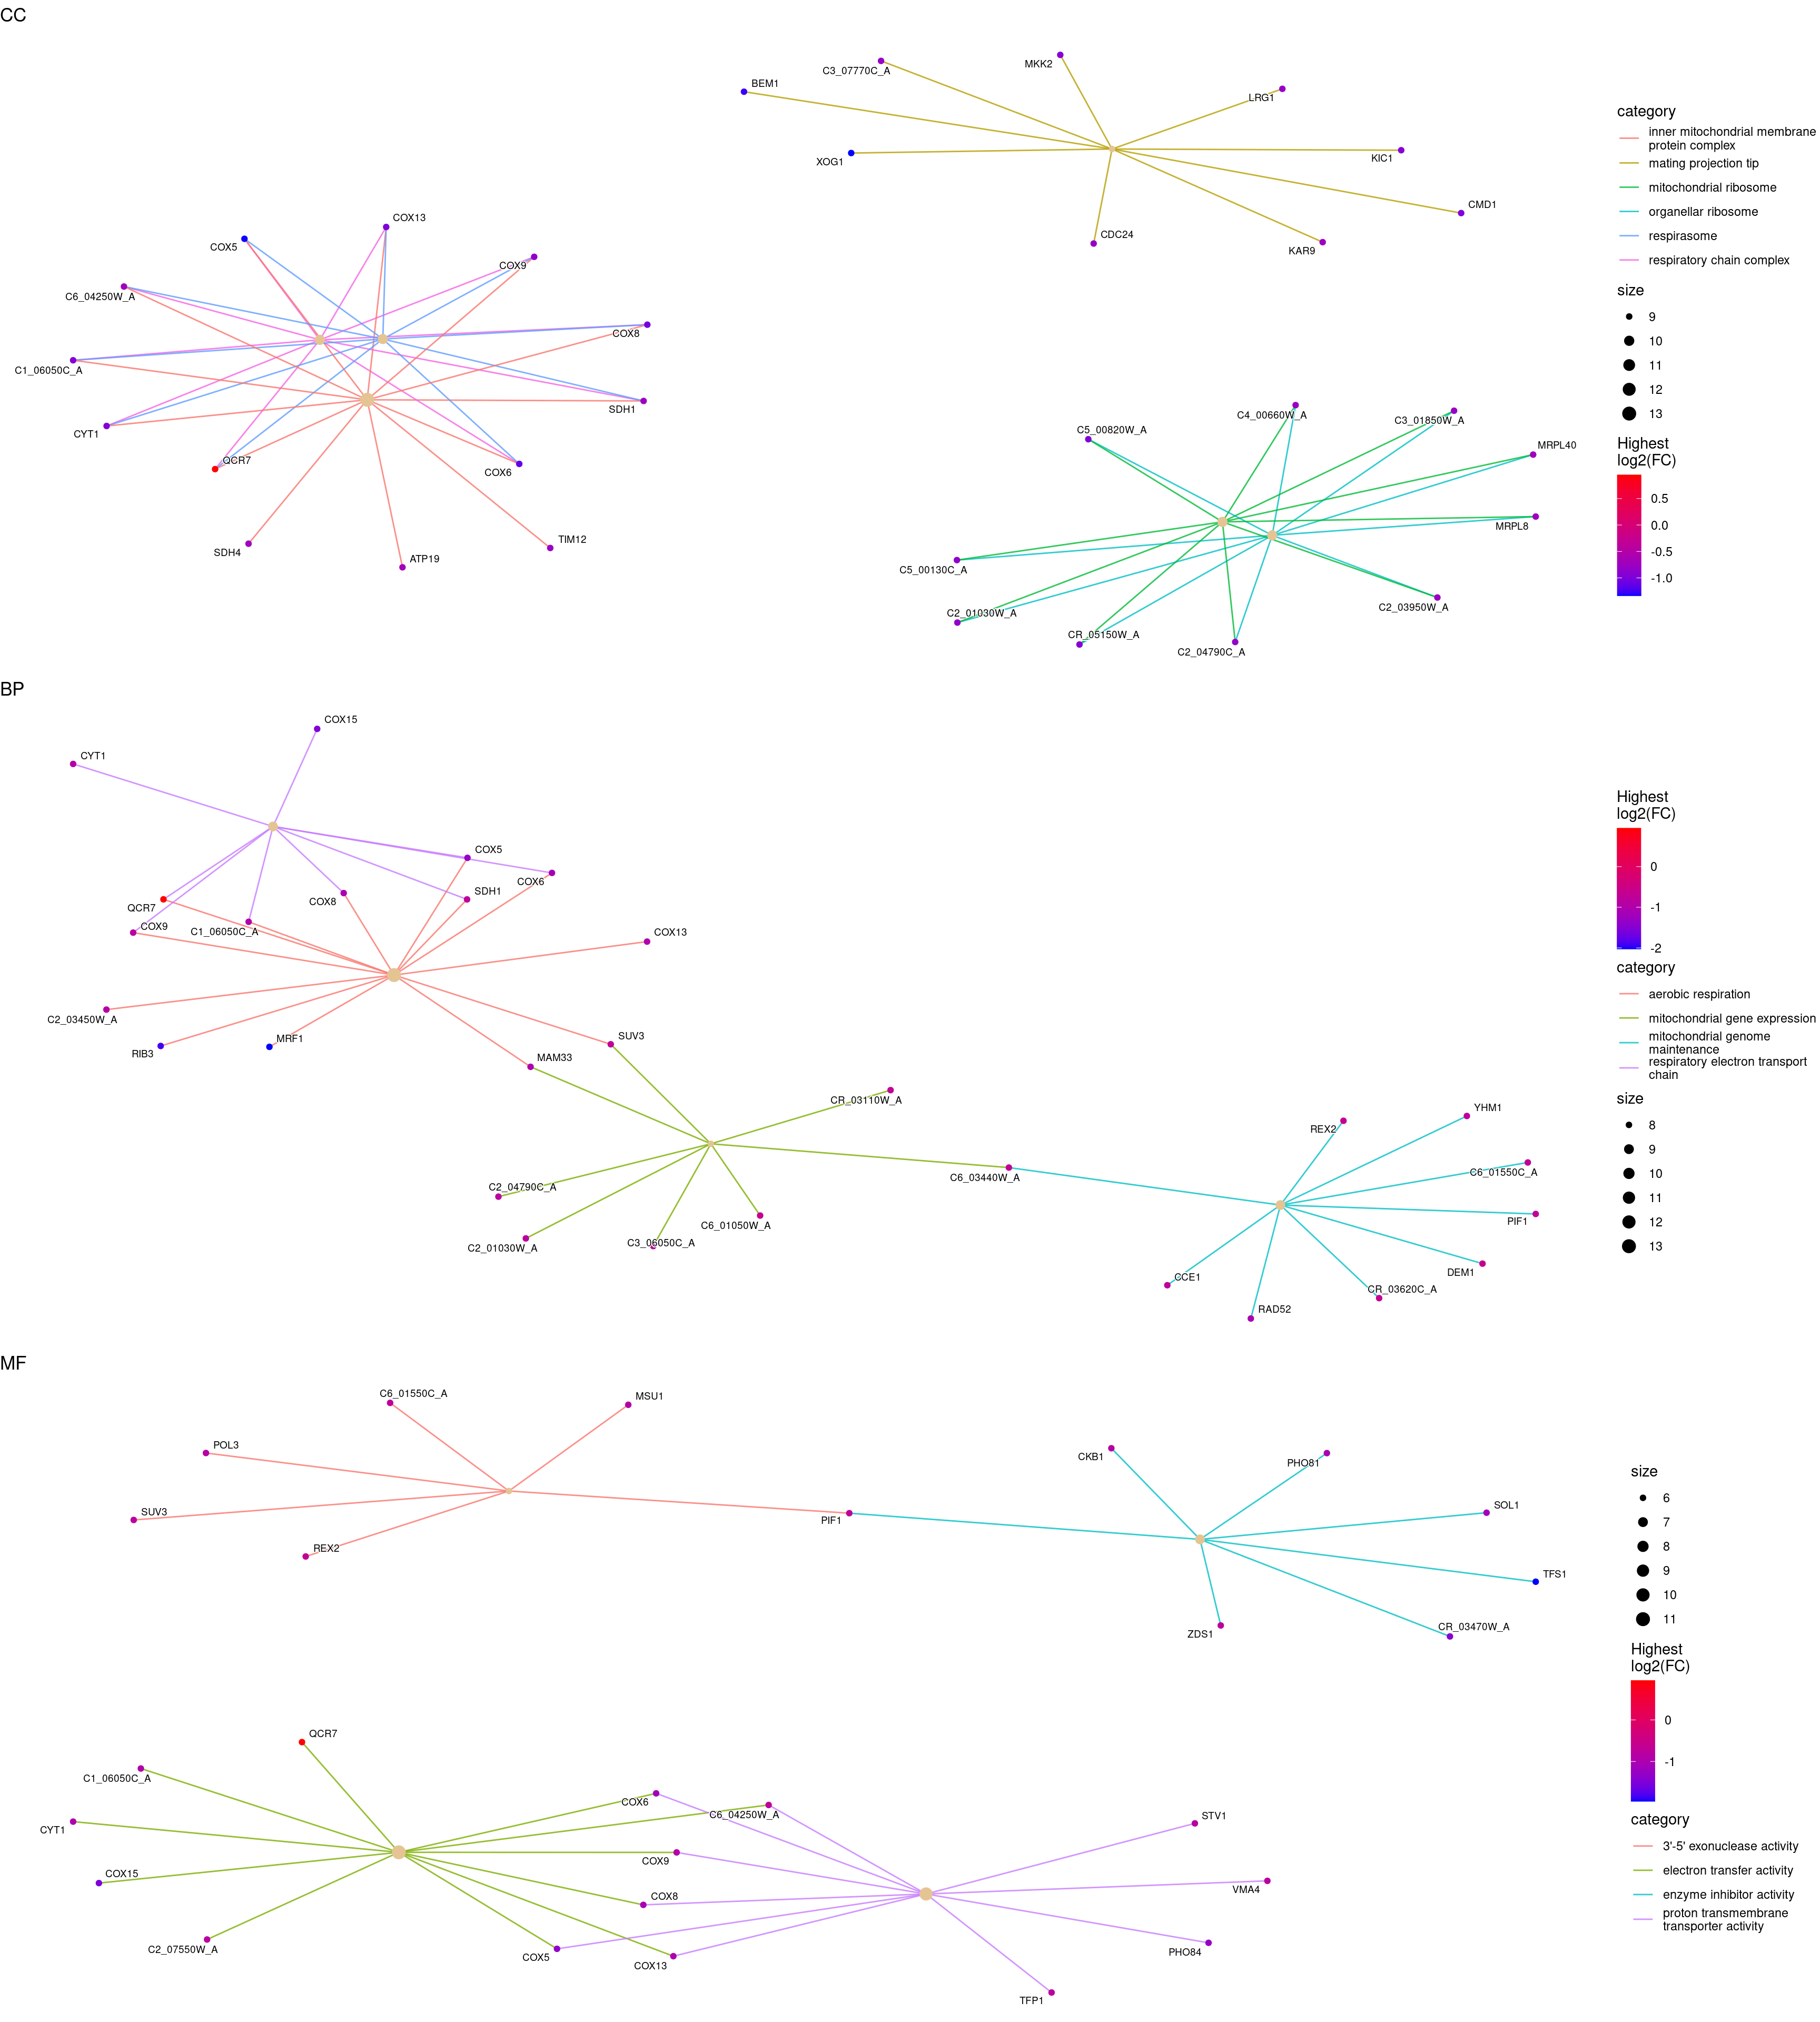 CC
C3_07770C_A
MKK2
BEM1
LRG1
XOG1
KIC1
CMD1
CDC24
KAR9
COX13
COX5
COX9
C6_04250W_A
COX8
C1_06050C_A
SDH1
CYT1
QCR7
COX6
SDH4
ATP19
TIM12
C4_00660W_A
C3_01850W_A
C5_00820W_A
MRPL40
MRPL8
C5_00130C_A
C2_01030W_A
C2_03950W_A
CR_05150W_A
C2_04790C_A
category
inner mitochondrial membrane
protein complex
mating projection tip
mitochondrial ribosome
organellar ribosome
respirasome
respiratory chain complex
size
9
10
11
12
13
Highest
log2(FC)
0.5
0.0
-0.5
-1.0
BP
COX15
CYT1
COX5
COX6
SDH1
COX8
QCR7
COX9
C1_06050C_A
COX13
C2_03450W_A
RIB3
MRF1
SUV3
MAM33
CR_03110W_A
C6_03440W_A
C2_04790C_A
C6_01050W_A
C2_01030W_A
C3_06050C_A
REX2
YHM1
C6_01550C_A
PIF1
DEM1
CCE1
CR_03620C_A
RAD52
Highest
log2(FC)
0
-1
-2
category
aerobic respiration
mitochondrial gene expression
mitochondrial genome
maintenance
respiratory electron transport
chain
size
8
9
10
11
12
13
MF
C6_01550C_A
MSU1
POL3
SUV3
REX2
PIF1
CKB1
PHO81
SOL1
TFS1
ZDS1
CR_03470W_A
QCR7
C1_06050C_A
CYT1
COX15
C2_07550W_A
COX6
C6_04250W_A
COX9
COX8
COX5
COX13
STV1
VMA4
PHO84
TFP1
size
6
7
8
9
10
11
Highest
log2(FC)
0
-1
category
3'-5' exonuclease activity
electron transfer activity
enzyme inhibitor activity
proton transmembrane
transporter activity